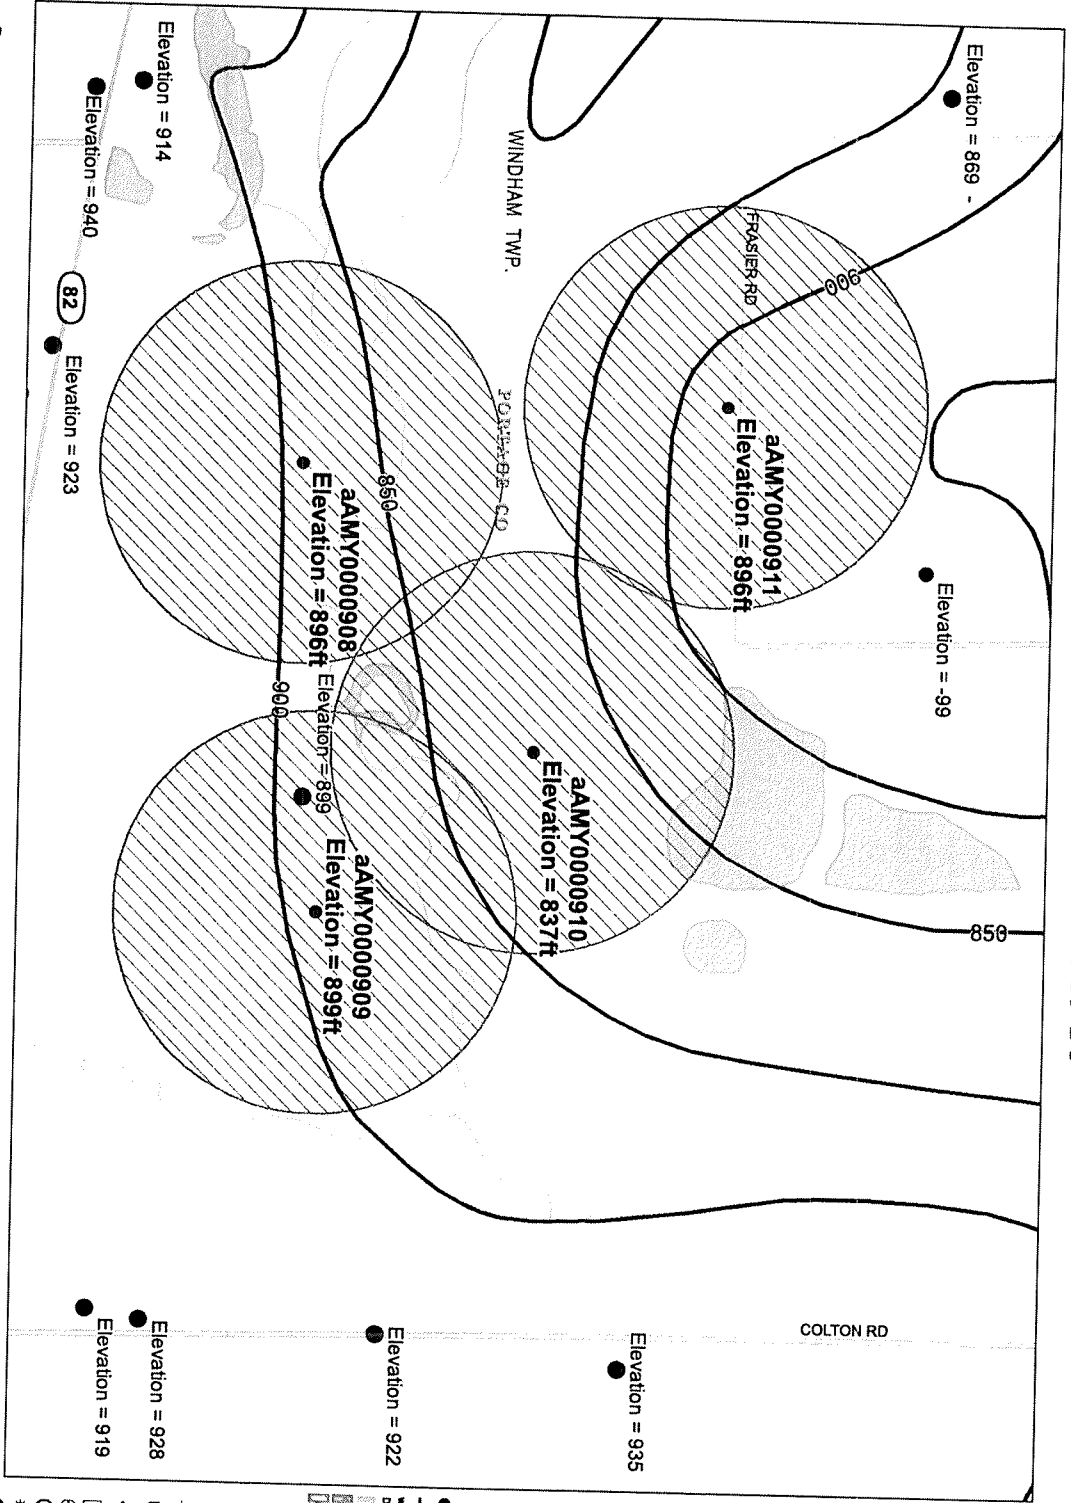 Elevation = 869 -
Elevation = 914
Elevation = 940
WINDHAM TWP.
FRASIER RD
900
82
Elevation = 923
PORTAGE CO
850
aAMY0000911
Elevation = 896ft
aAMY0000908
Elevation = 896ft
Elevation = -99
900
Elevation = 899
aAMY0000910
Elevation = 837ft
aAMY0000909
Elevation = 899ft
850
COLTON RD
Elevation = 935
Elevation = 922
Elevation = 928
Elevation = 919